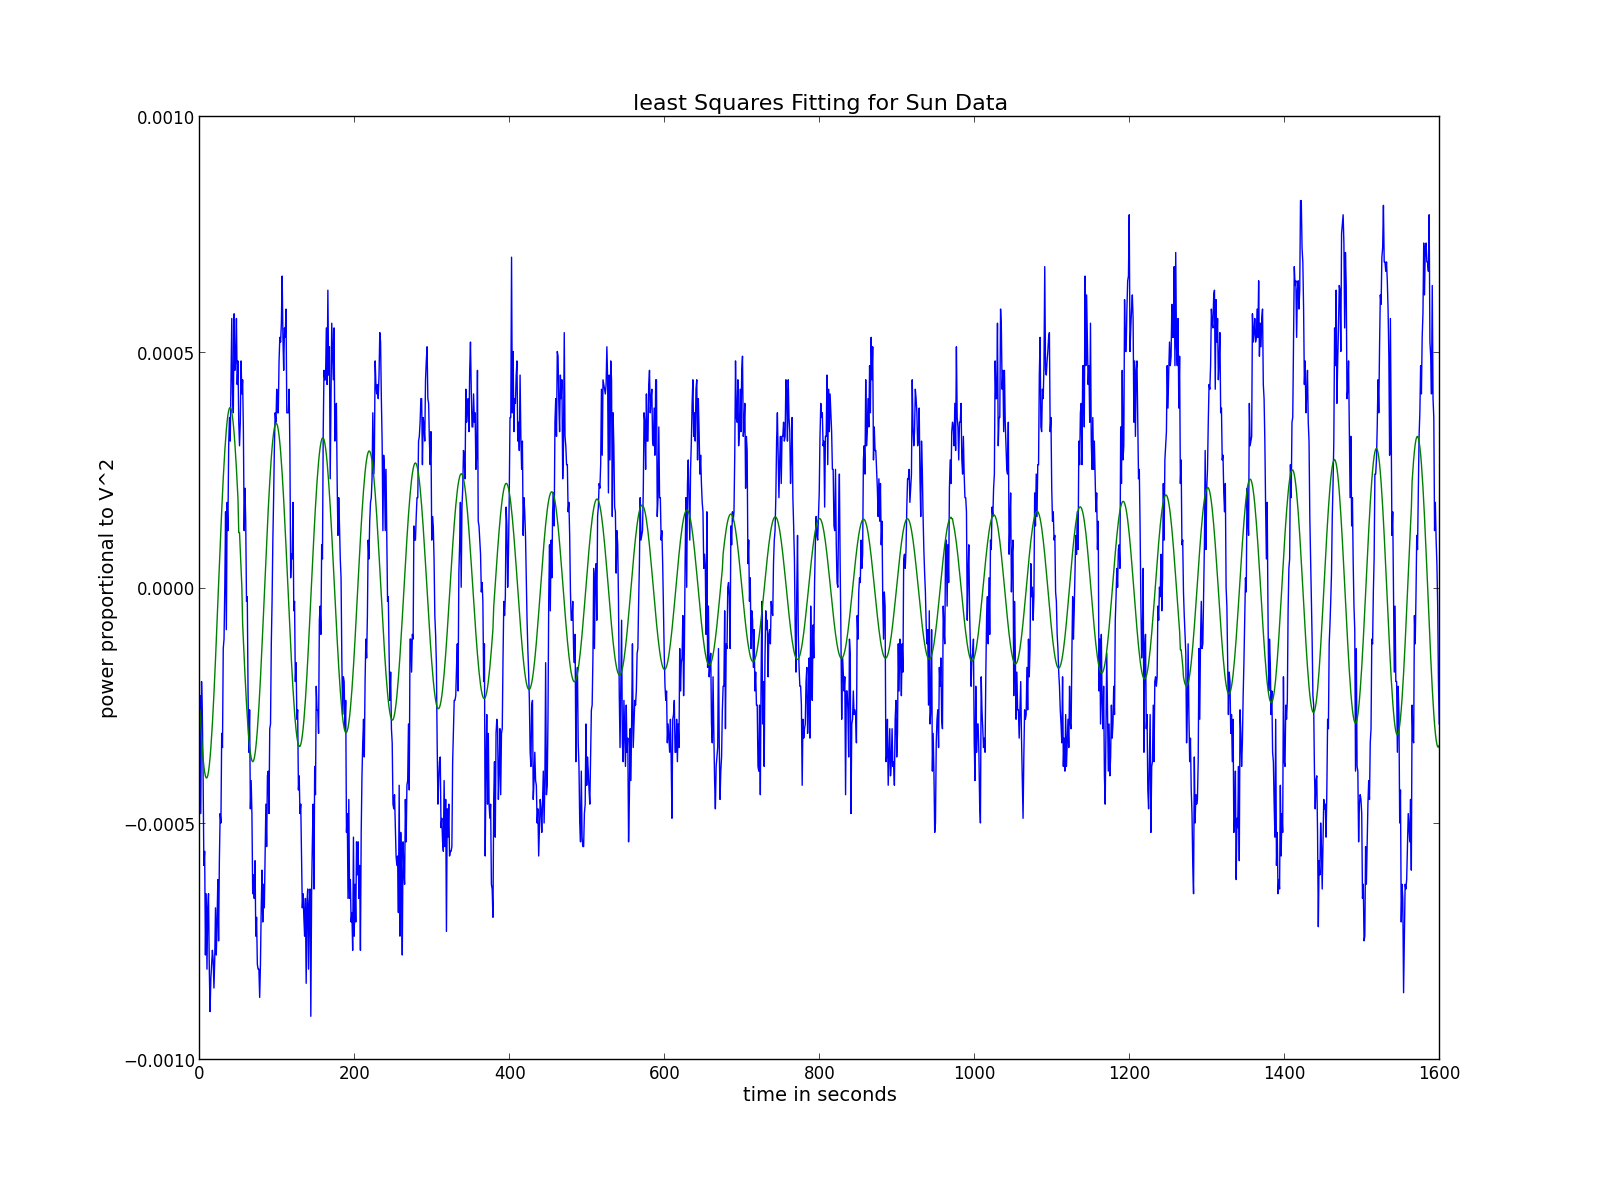 least Squares Fitting for Sun Data
0.0010
0.0005
0.0000
−0.0005
−0.0010
power proportional to V^2
0 200 400 600 800 1000 1200 1400 1600
time in seconds